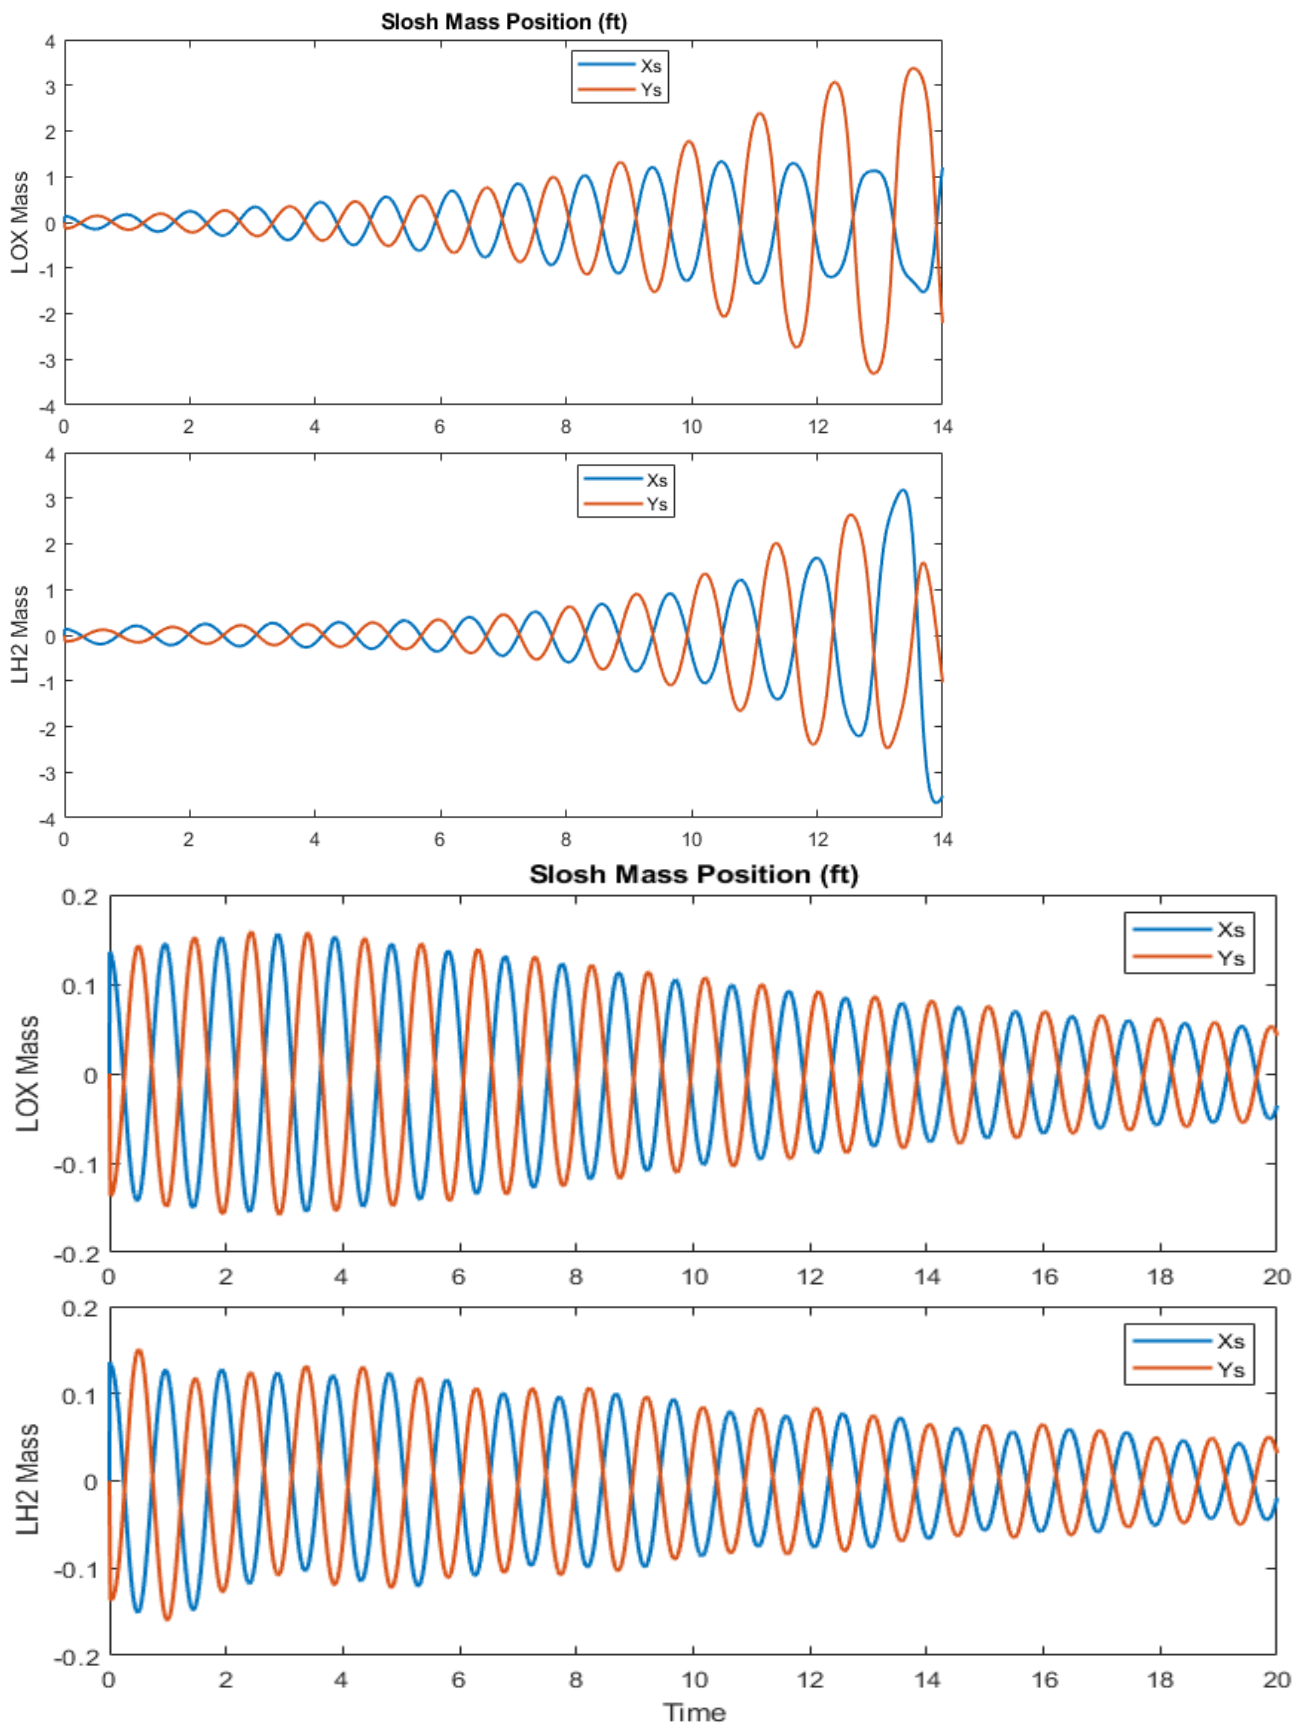 Slosh Mass Position (ft)
4
Xs
3
Ys
2
1
LOX Mass
0
-1
-2
-3
-4
0 2 4 6 8 10 12 14
4
Xs
3
Ys
2
1
LH2 Mass
0
-1
-2
-3
-4
0 2 4 6 8 10 12 14
Slosh Mass Position (ft)
0.2
Xs
Ys
0.1
LOX Mass
0
-0.1
-0.2
0 2 4 6 8 10 12 14 16 18 20
0.2
Xs
Ys
0.1
LH2 Mass
0
-0.1
-0.2
0 2 4 6 8 10 12 14 16 18 20
Time